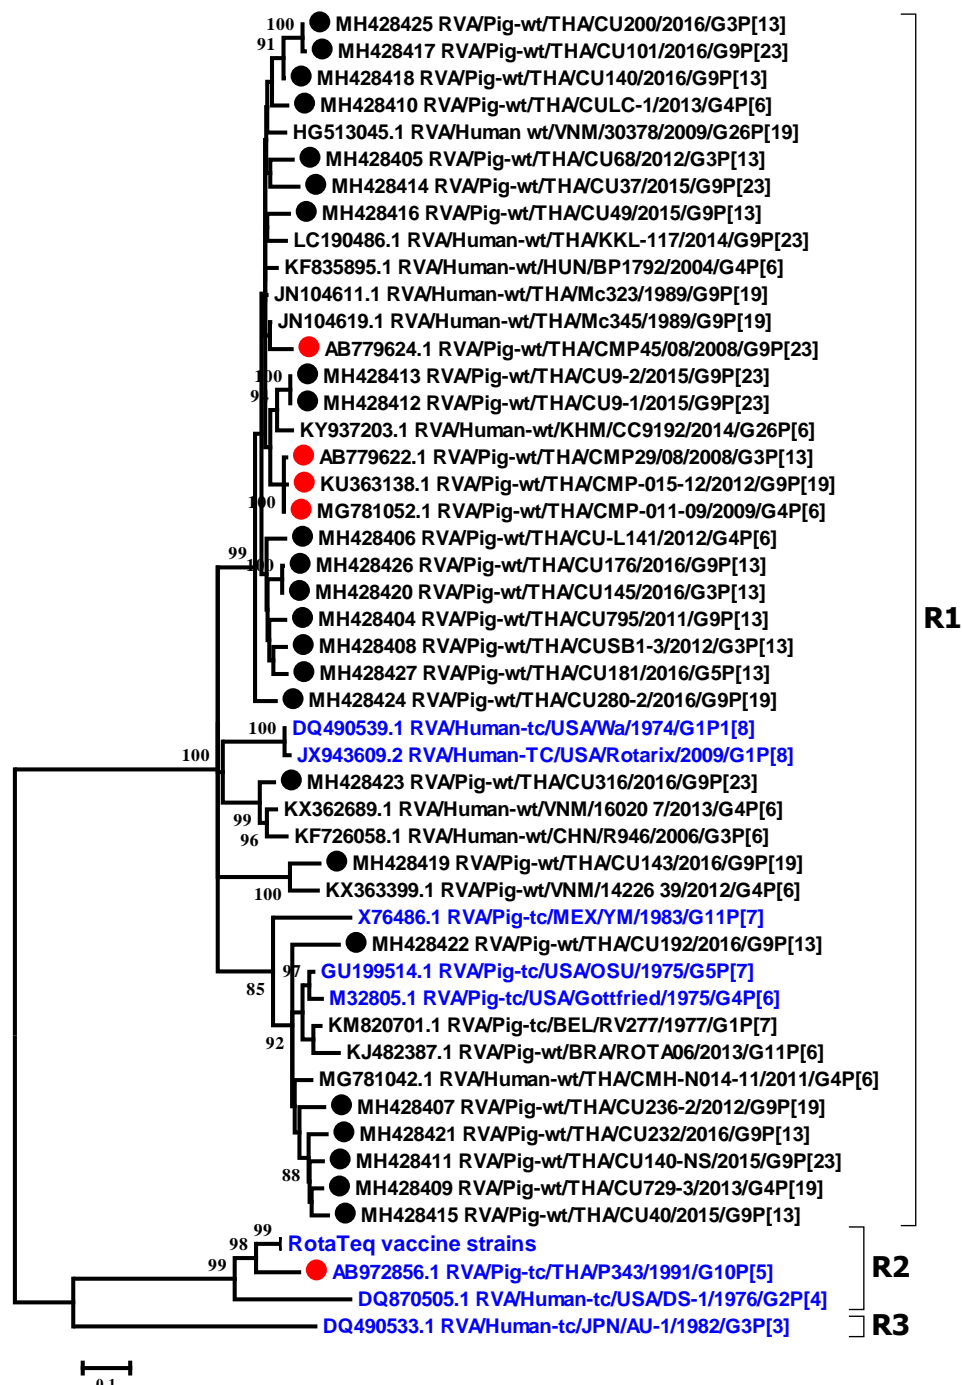 100
MH428425 RVA/Pig-wt/THA/CU200/2016/G3P[13]
91
MH428417 RVA/Pig-wt/THA/CU101/2016/G9P[23]
MH428418 RVA/Pig-wt/THA/CU140/2016/G9P[13]
MH428410 RVA/Pig-wt/THA/CULC-1/2013/G4P[6]
HG513045.1 RVA/Human wt/VNM/30378/2009/G26P[19]
MH428405 RVA/Pig-wt/THA/CU68/2012/G3P[13]
MH428414 RVA/Pig-wt/THA/CU37/2015/G9P[23]
MH428416 RVA/Pig-wt/THA/CU49/2015/G9P[13]
LC190486.1 RVA/Human-wt/THA/KKL-117/2014/G9P[23]
KF835895.1 RVA/Human-wt/HUN/BP1792/2004/G4P[6]
JN104611.1 RVA/Human-wt/THA/Mc323/1989/G9P[19]
JN104619.1 RVA/Human-wt/THA/Mc345/1989/G9P[19]
AB779624.1 RVA/Pig-wt/THA/CMP45/08/2008/G9P[23]
100
MH428413 RVA/Pig-wt/THA/CU9-2/2015/G9P[23]
MH428412 RVA/Pig-wt/THA/CU9-1/2015/G9P[23]
KY937203.1 RVA/Human-wt/KHM/CC9192/2014/G26P[6]
AB779622.1 RVA/Pig-wt/THA/CMP29/08/2008/G3P[13]
KU363138.1 RVA/Pig-wt/THA/CMP-015-12/2012/G9P[19]
100
MG781052.1 RVA/Pig-wt/THA/CMP-011-09/2009/G4P[6]
MH428406 RVA/Pig-wt/THA/CU-L141/2012/G4P[6]
99
100
MH428426 RVA/Pig-wt/THA/CU176/2016/G9P[13]
MH428420 RVA/Pig-wt/THA/CU145/2016/G3P[13]
MH428404 RVA/Pig-wt/THA/CU795/2011/G9P[13]
R1
MH428408 RVA/Pig-wt/THA/CUSB1-3/2012/G3P[13]
MH428427 RVA/Pig-wt/THA/CU181/2016/G5P[13]
MH428424 RVA/Pig-wt/THA/CU280-2/2016/G9P[19]
100
DQ490539.1 RVA/Human-tc/USA/Wa/1974/G1P1[8]
100
JX943609.2 RVA/Human-TC/USA/Rotarix/2009/G1P[8]
MH428423 RVA/Pig-wt/THA/CU316/2016/G9P[23]
KX362689.1 RVA/Human-wt/VNM/16020 7/2013/G4P[6]
99
96
KF726058.1 RVA/Human-wt/CHN/R946/2006/G3P[6]
MH428419 RVA/Pig-wt/THA/CU143/2016/G9P[19]
100
KX363399.1 RVA/Pig-wt/VNM/14226 39/2012/G4P[6]
X76486.1 RVA/Pig-tc/MEX/YM/1983/G11P[7]
MH428422 RVA/Pig-wt/THA/CU192/2016/G9P[13]
97
GU199514.1 RVA/Pig-tc/USA/OSU/1975/G5P[7]
85
M32805.1 RVA/Pig-tc/USA/Gottfried/1975/G4P[6]
KM820701.1 RVA/Pig-tc/BEL/RV277/1977/G1P[7]
92
KJ482387.1 RVA/Pig-wt/BRA/ROTA06/2013/G11P[6]
MG781042.1 RVA/Human-wt/THA/CMH-N014-11/2011/G4P[6]
MH428407 RVA/Pig-wt/THA/CU236-2/2012/G9P[19]
MH428421 RVA/Pig-wt/THA/CU232/2016/G9P[13]
MH428411 RVA/Pig-wt/THA/CU140-NS/2015/G9P[23]
88
MH428409 RVA/Pig-wt/THA/CU729-3/2013/G4P[19]
MH428415 RVA/Pig-wt/THA/CU40/2015/G9P[13]
99
98
RotaTeq vaccine strains
99
AB972856.1 RVA/Pig-tc/THA/P343/1991/G10P[5]
R2
DQ870505.1 RVA/Human-tc/USA/DS-1/1976/G2P[4]
DQ490533.1 RVA/Human-tc/JPN/AU-1/1982/G3P[3]
R3
0.1